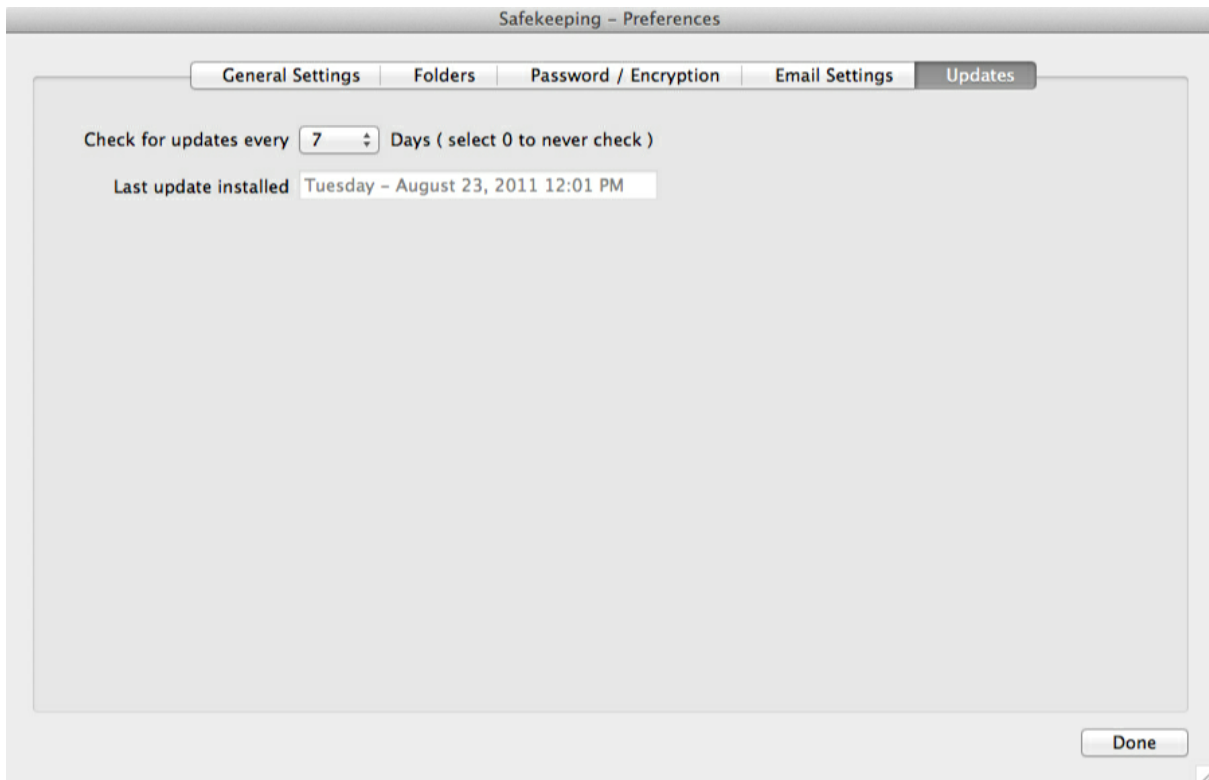 Safekeeping – Preferences
General Settings Folders Password / Encryption Email Settings Updates
Check for updates every 7 Days ( select 0 to never check )
Last update installed Tuesday – August 23, 2011 12:01 PM
Done